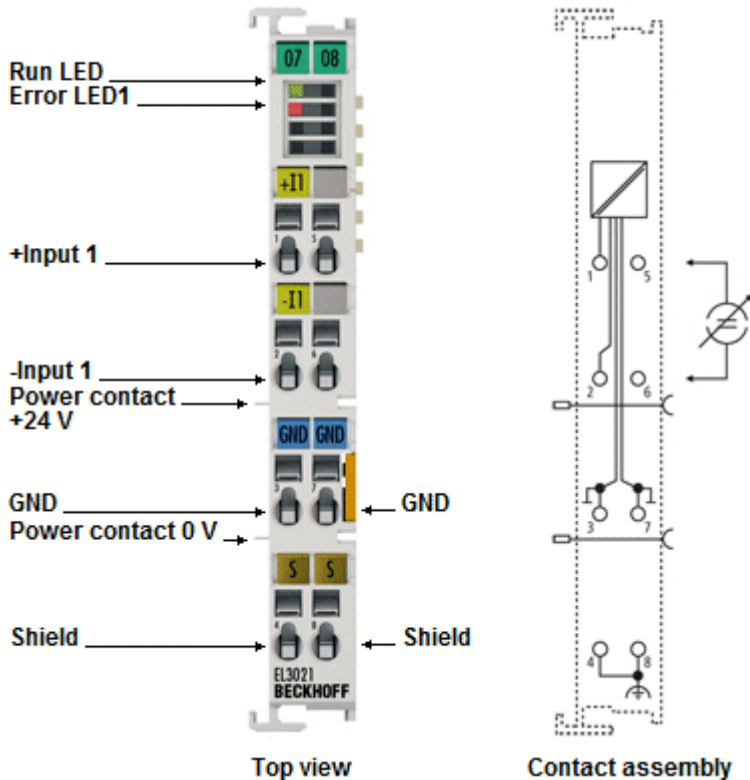 07 08
Run LED
Error LED1
+I1
1 5
+Input 1
1 5
-I1
2 6
-Input 1
2 6
Power contact
+24 V
GND GND
3 7
GND
GND
3 7
Power contact 0 V
S S
4 8
Shield
Shield
4 8
EL3021
BECKHOFF
Top view
Contact assembly